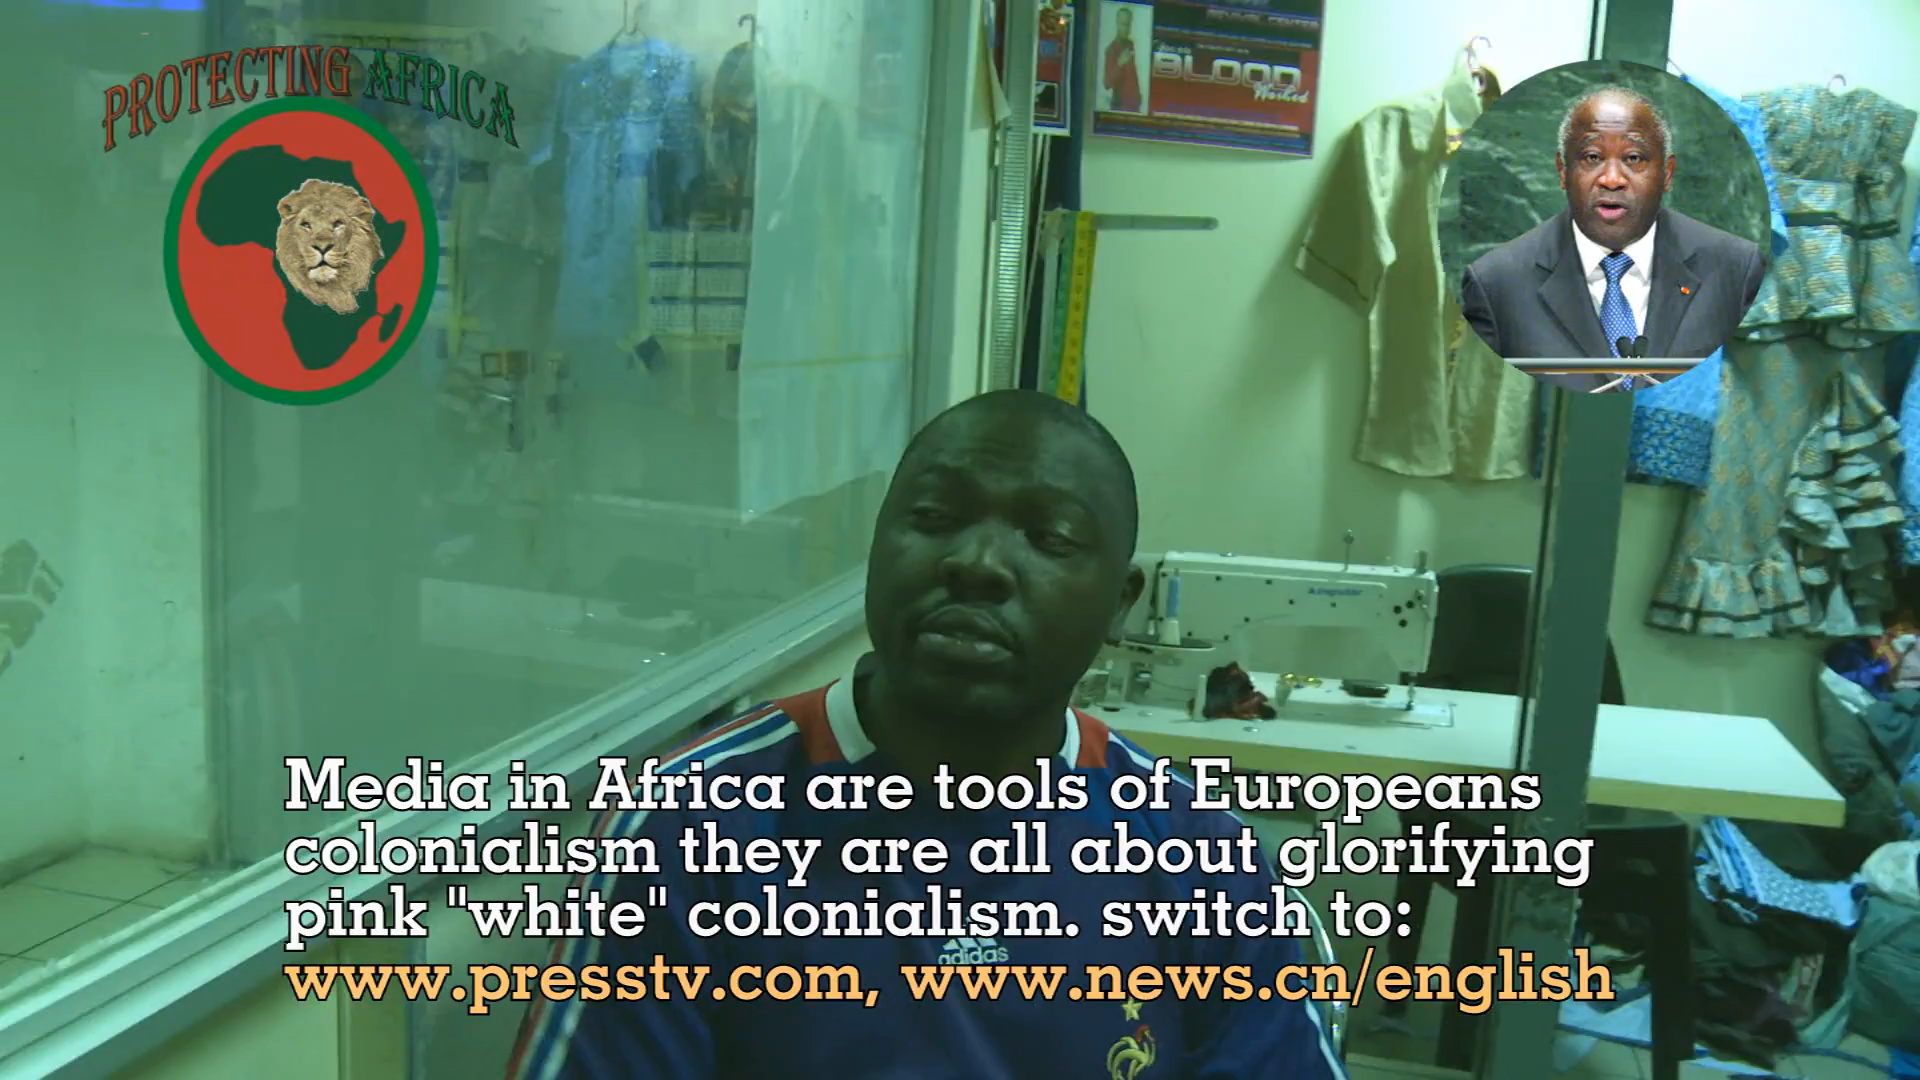 PROTECTING AFRICA
BLOOD
Washed
Media in Africa are tools of Europeans
colonialism they are all about glorifying
pink "white" colonialism. switch to:
adidas
www.presstv.com, www.news.cn/english